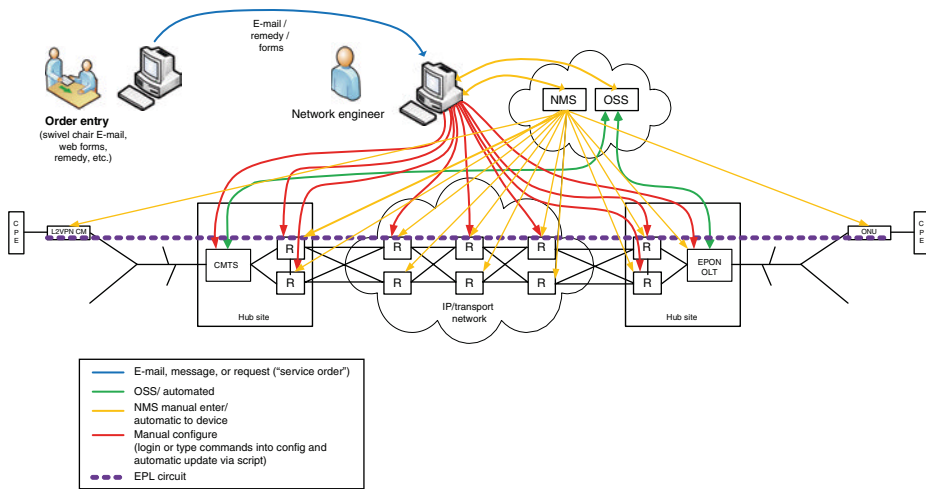 E-mail /
remedy /
forms
Order entry
(swivel chair E-mail,
web forms,
remedy, etc.)
Network engineer
NMS
OSS
CPE
L2VPN CM
CMTS
R
R
Hub site
R
R
R
R
R
R
IP/transport
network
R
R
EPON
OLT
Hub site
ONU
CPE
E-mail, message, or request (“service order”)
OSS/ automated
NMS manual enter/
automatic to device
Manual configure
(login or type commands into config and
automatic update via script)
EPL circuit